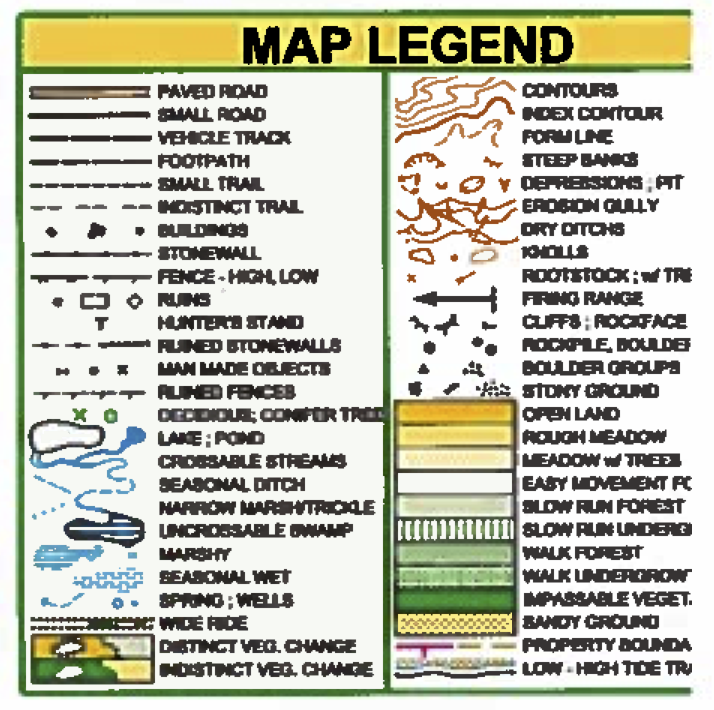 MAP LEGEND
PAVED ROAD
SMALL ROAD
VEHICLE TRACK
FOOTPATH
SMALL TRAIL
INDISTINCT TRAIL
BUILDINGS
STONEWALL
FENCE - HIGH, LOW
RUINS
HUNTER'S STAND
RUINED STONEWALLS
MAN MADE OBJECTS
RUINED FENCES
DECIDIOUS; CONIFER TREE
LAKE ; POND
CROSSABLE STREAMS
SEASONAL DITCH
NARROW MARSH/TRICKLE
UNCROSSABLE SWAMP
MARSHY
SEASONAL WET
SPRING ; WELLS
WIDE RIDE
DISTINCT VEG. CHANGE
INDISTINCT VEG. CHANGE
CONTOURS
INDEX CONTOUR
FORM LINE
STEEP BANKS
DEPRESSIONS ; PIT
EROSION GULLY
DRY DITCHS
KNOLLS
ROOTSTOCK ; w/ TRE
FIRING RANGE
CLIFFS ; ROCKFACE
ROCKPILE, BOULDER
BOULDER GROUPS
STONY GROUND
OPEN LAND
ROUGH MEADOW
MEADOW w/ TREES
EASY MOVEMENT FO
SLOW RUN FOREST
SLOW RUN UNDERG
WALK FOREST
WALK UNDERGROWT
IMPASSABLE VEGET.
SANDY GROUND
PROPERTY BOUNDA
LOW - HIGH TIDE TRA